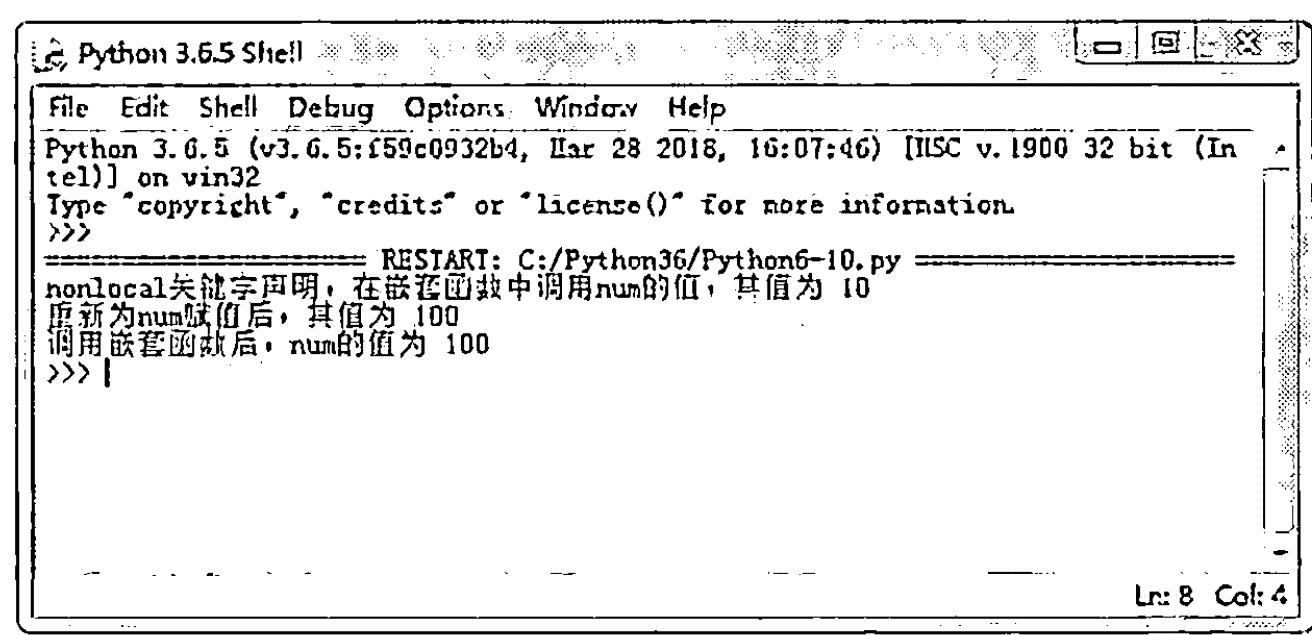 Python 3.6.5 Shell
File Edit Shell Debug Options Window Help
Python 3.6.5 (v3.6.5:f59c0932b4, Mar 28 2018, 16:07:46) [MSC v.1900 32 bit (In
tel)] on win32
Type "copyright", "credits" or "license()" for more information.
>>>
==================== RESTART: C:/Python36/Python6-10.py ====================
nonlocal关键字声明，在嵌套函数中调用num的值，其值为 10
重新为num赋值后，其值为 100
调用嵌套函数后，num的值为 100
>>>
Ln: 8 Col: 4